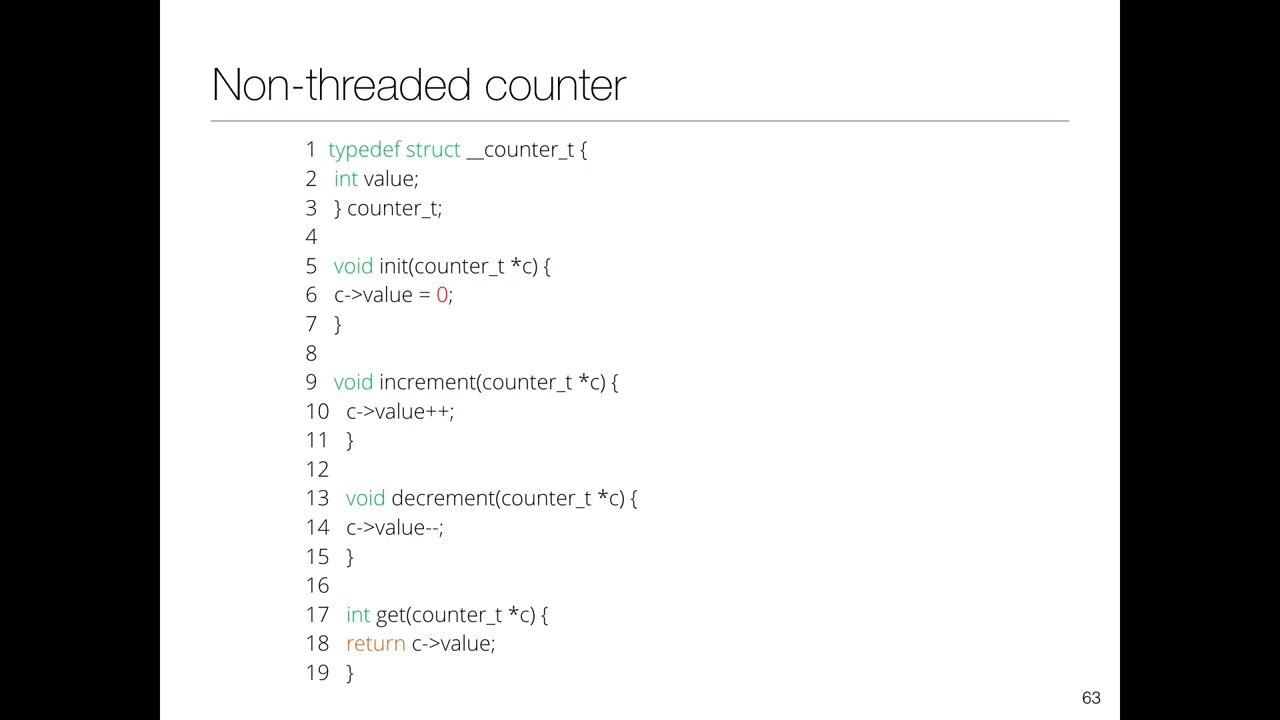 Non-threaded counter
1 typedef struct __counter_t {
2 int value;
3 } counter_t;
4
5 void init(counter_t *c) {
6 c->value = 0;
7 }
8
9 void increment(counter_t *c) {
10 c->value++;
11 }
12
13 void decrement(counter_t *c) {
14 c->value--;
15 }
16
17 int get(counter_t *c) {
18 return c->value;
19 }
63